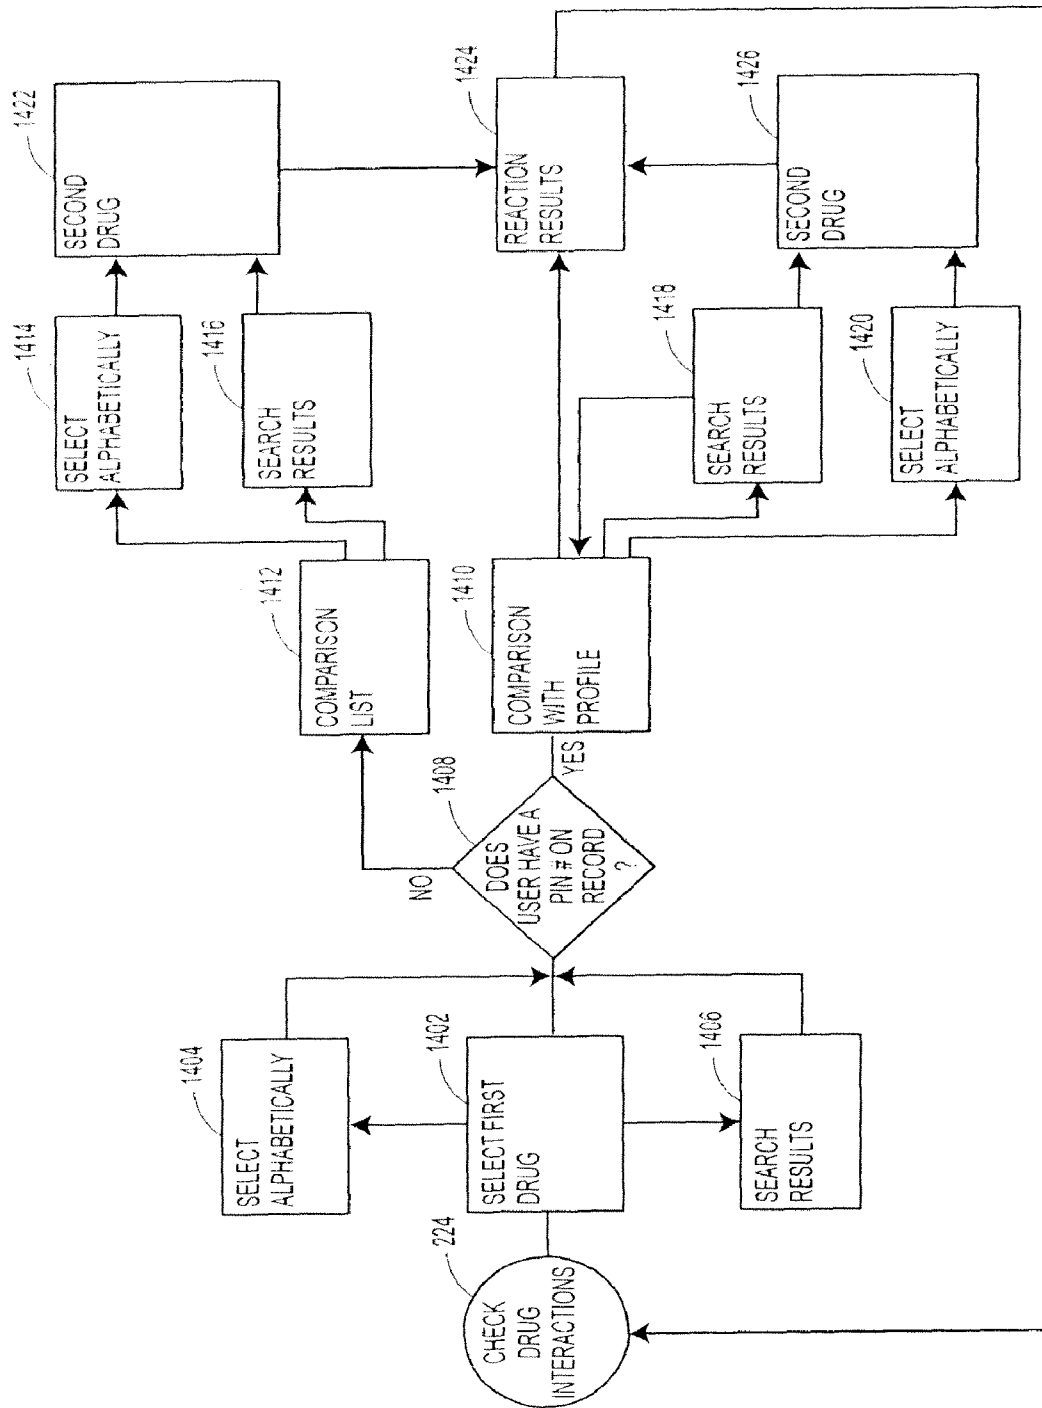 CHECK
DRUG
INTERACTIONS
224
SELECT FIRST
DRUG
1402
SELECT
ALPHABETICALLY
1404
SEARCH
RESULTS
1406
DOES
USER HAVE A
PIN # ON
RECORD
?
1408
NO
YES
COMPARISON
LIST
1412
COMPARISON
WITH
PROFILE
1410
SELECT
ALPHABETICALLY
1414
SEARCH
RESULTS
1416
SEARCH
RESULTS
1418
SELECT
ALPHABETICALLY
1420
SECOND
DRUG
1422
REACTION
RESULTS
1424
SECOND
DRUG
1426